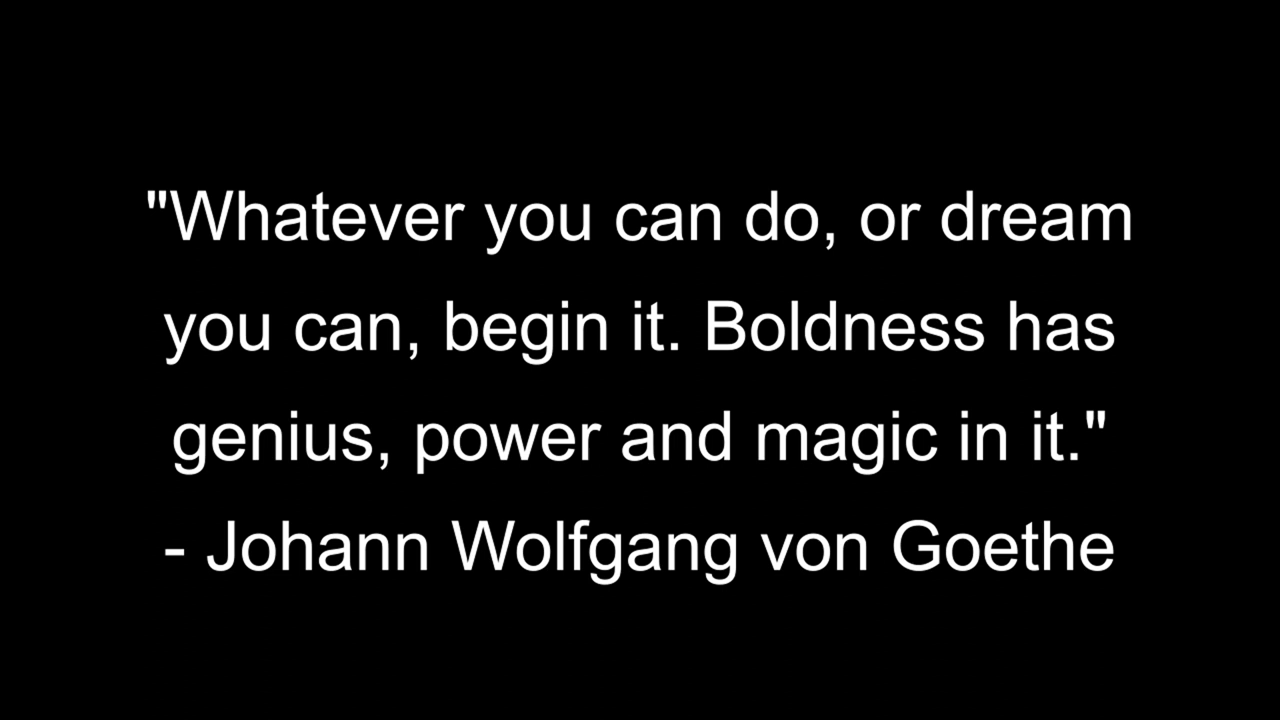 "Whatever you can do, or dream
you can, begin it. Boldness has
genius, power and magic in it."
- Johann Wolfgang von Goethe